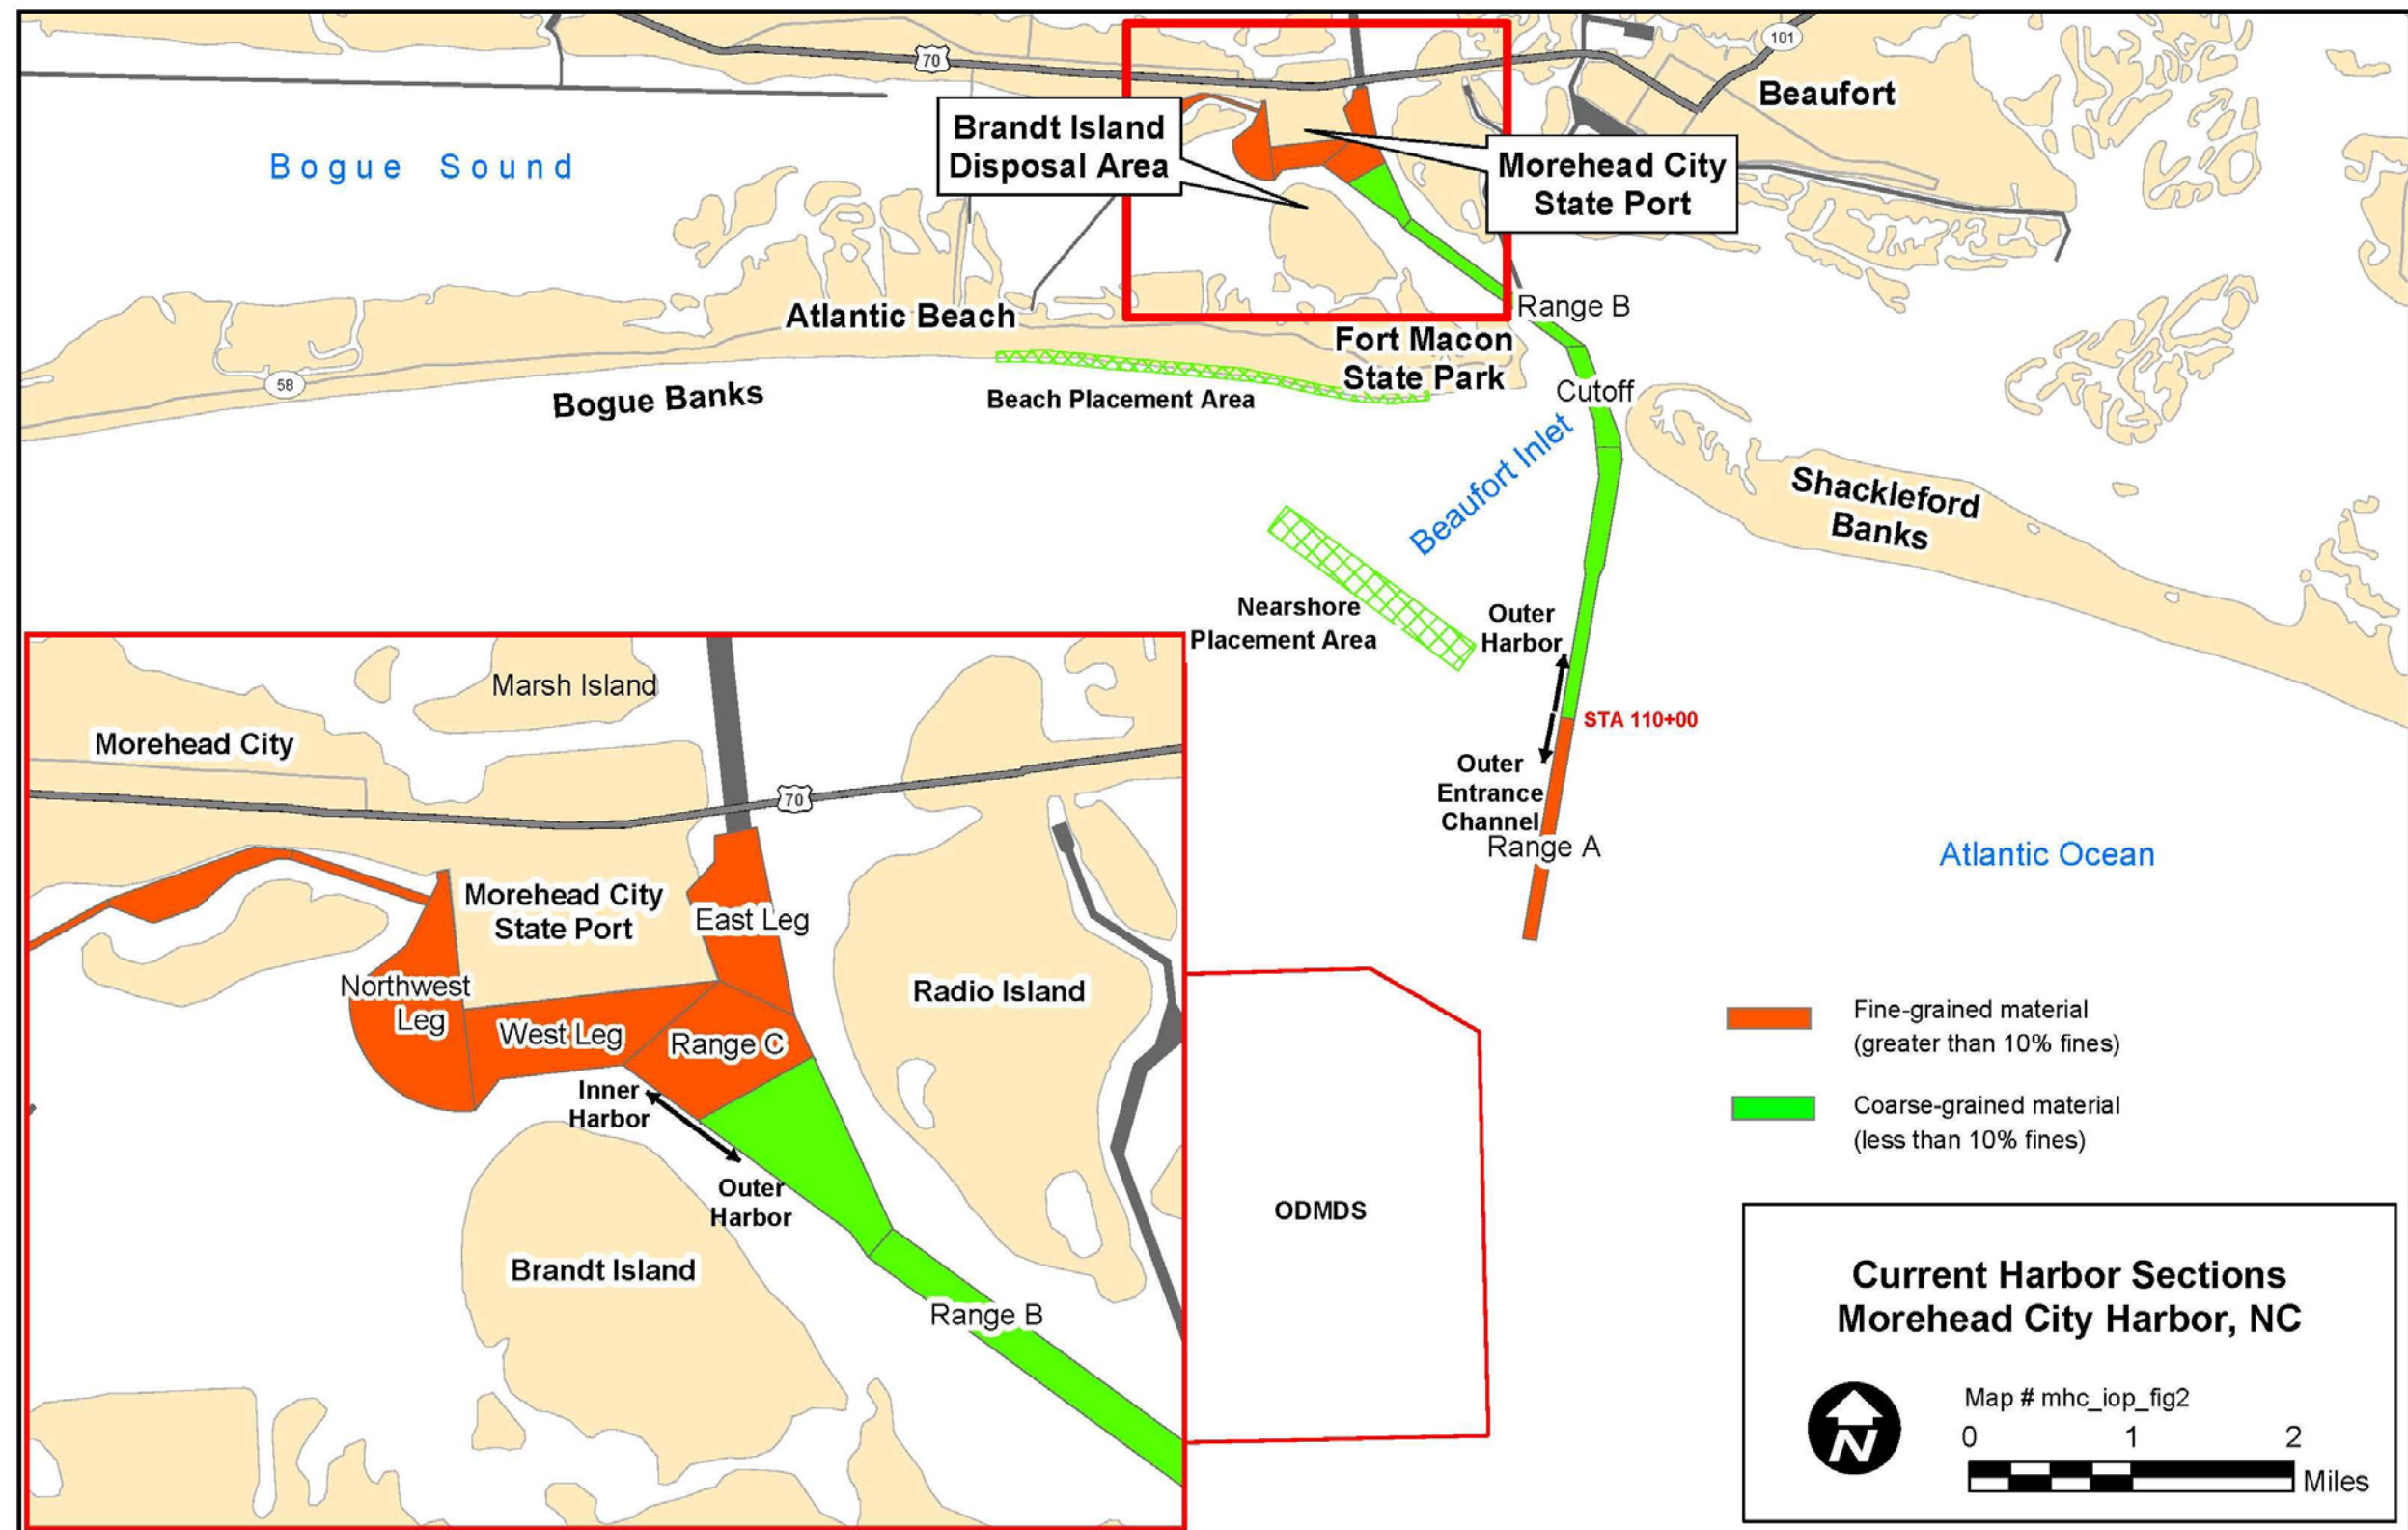 70
101
Beaufort
Brandt Island
Disposal Area
Morehead City
State Port
Bogue Sound
Range B
Atlantic Beach
Fort Macon
State Park
58
Bogue Banks
Beach Placement Area
Cutoff
Beaufort Inlet
Shackleford
Banks
Nearshore
Placement Area
Outer
Harbor
STA 110+00
Outer
Entrance
Channel
Range A
Atlantic Ocean
Marsh Island
Morehead City
70
Morehead City
State Port
East Leg
Northwest
Leg
West Leg
Range C
Radio Island
Inner
Harbor
Outer
Harbor
Brandt Island
Range B
ODMDS
Fine-grained material
(greater than 10% fines)
Coarse-grained material
(less than 10% fines)
Current Harbor Sections
Morehead City Harbor, NC
N
Map # mhc_iop_fig2
0 1 2
Miles